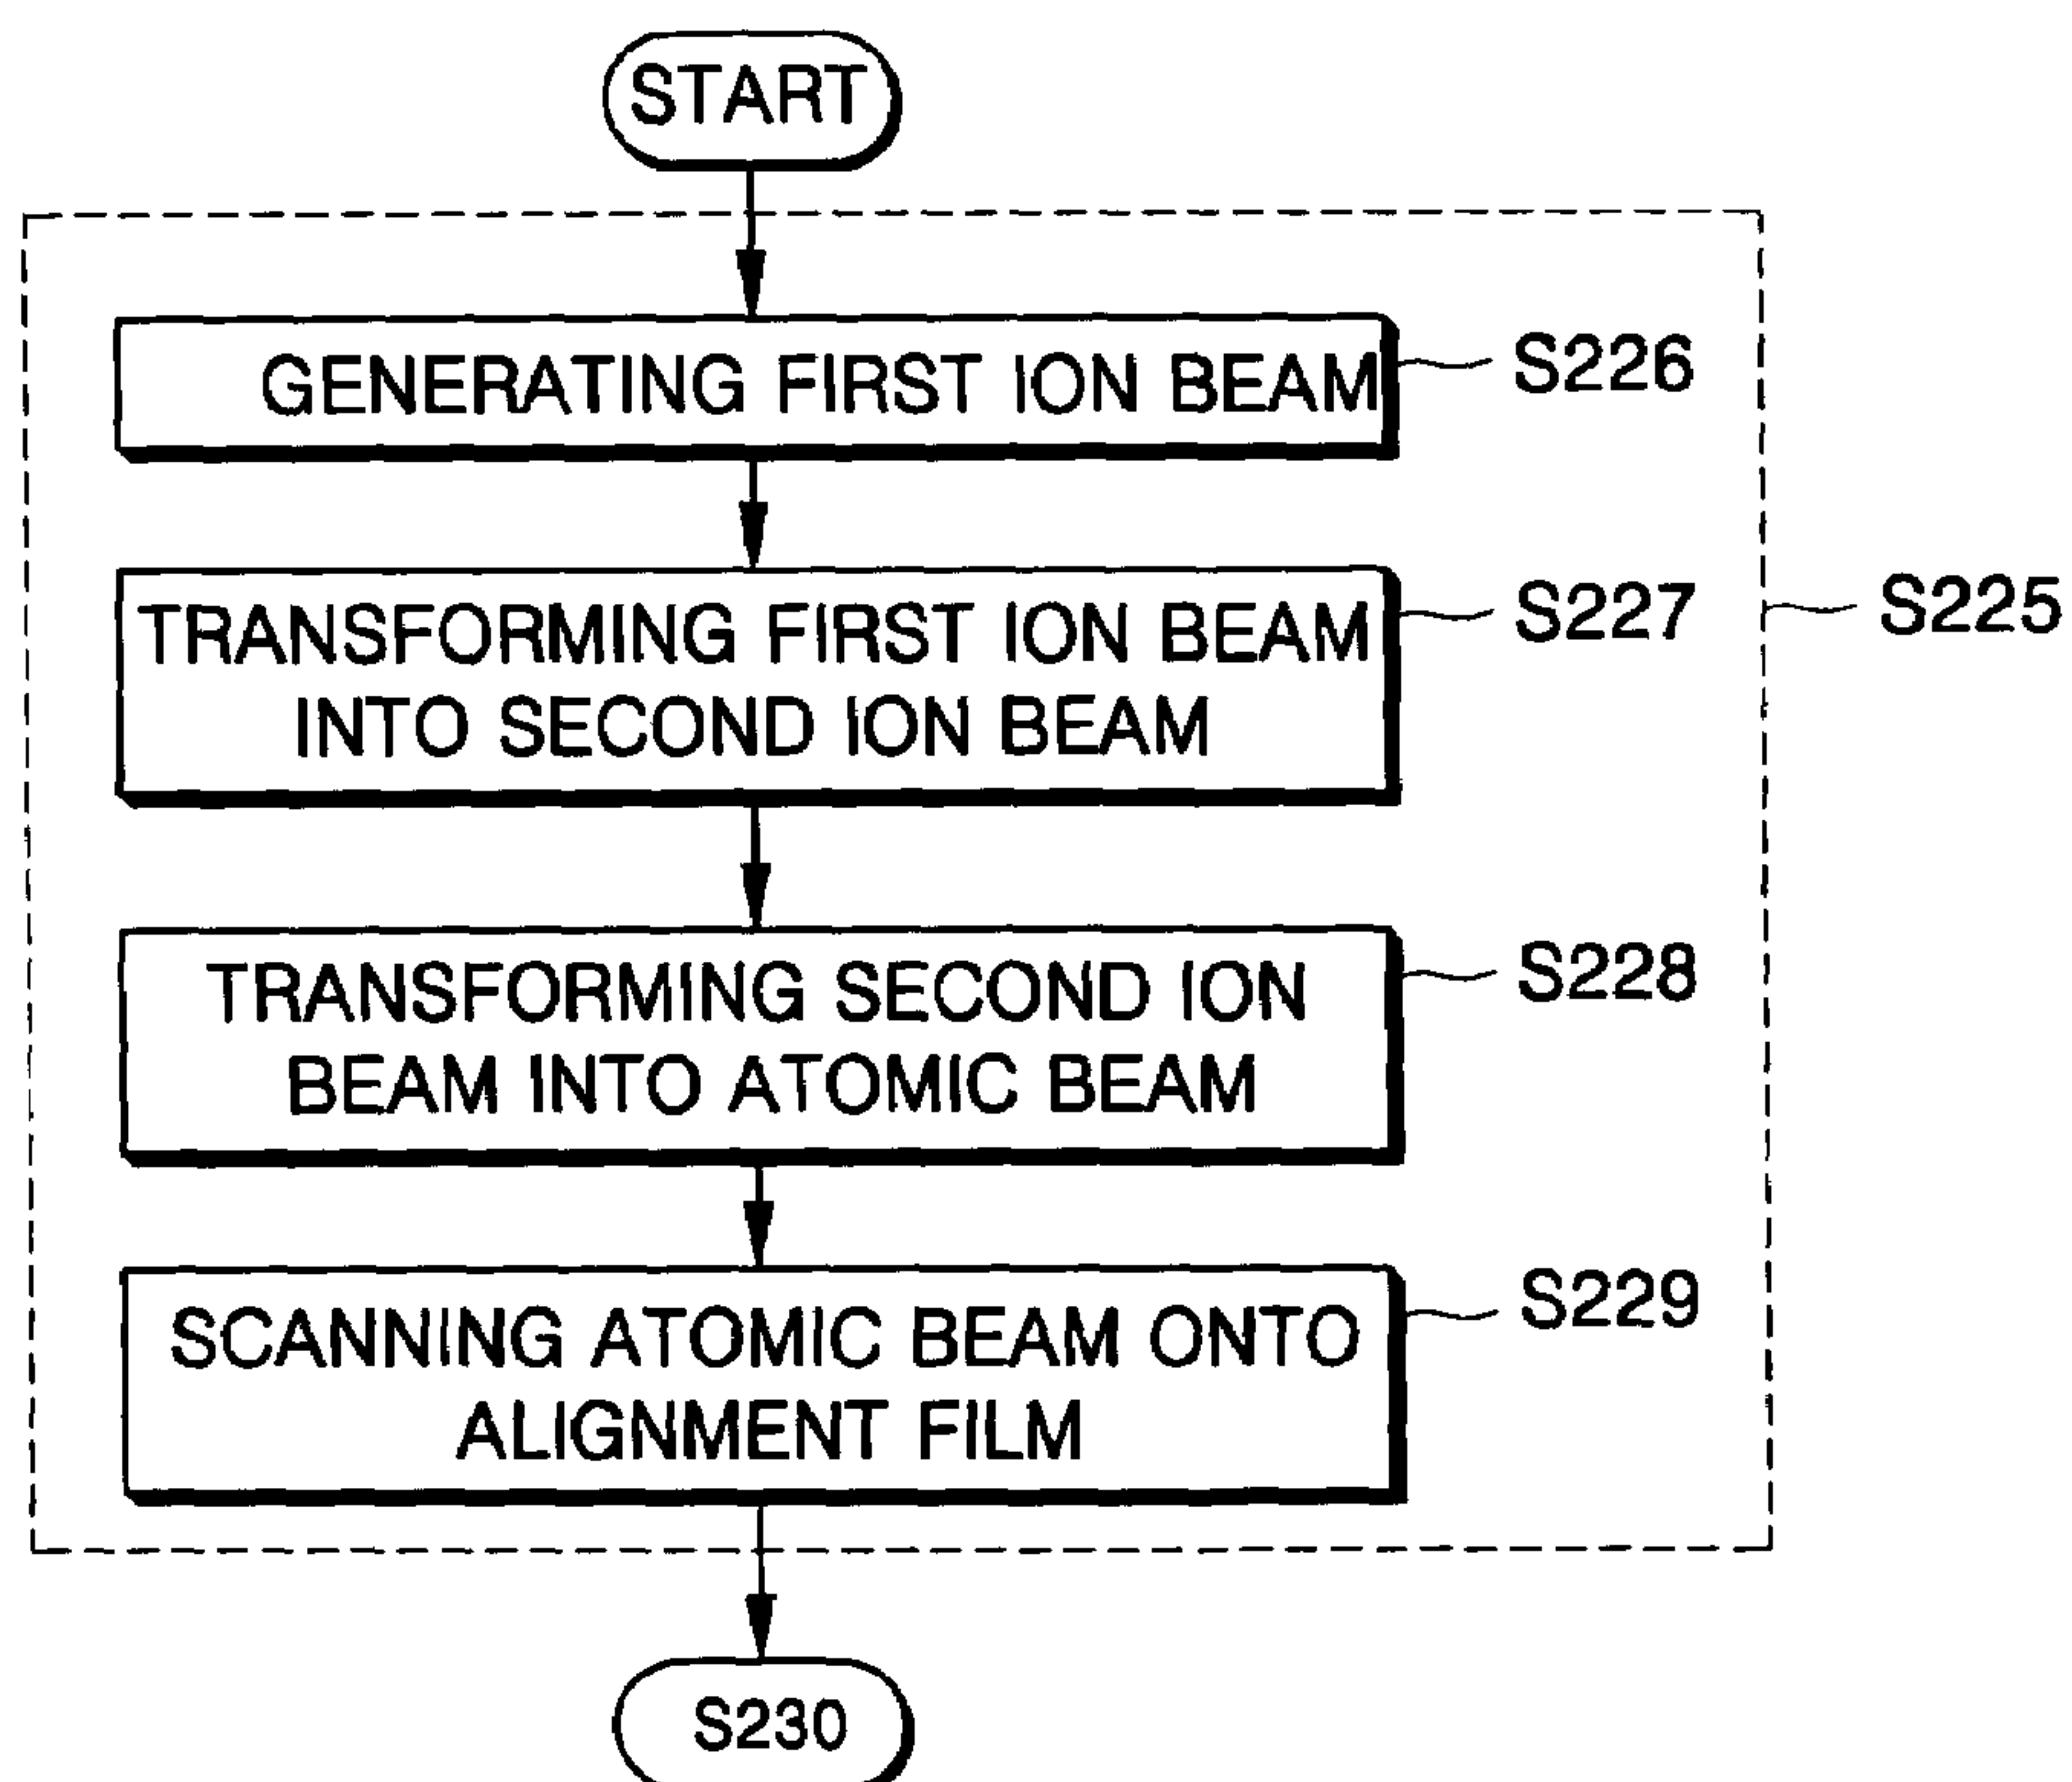 START
GENERATING FIRST ION BEAM
S226
TRANSFORMING FIRST ION BEAM
INTO SECOND ION BEAM
S227
S225
TRANSFORMING SECOND ION
BEAM INTO ATOMIC BEAM
S228
SCANNING ATOMIC BEAM ONTO
ALIGNMENT FILM
S229
S230